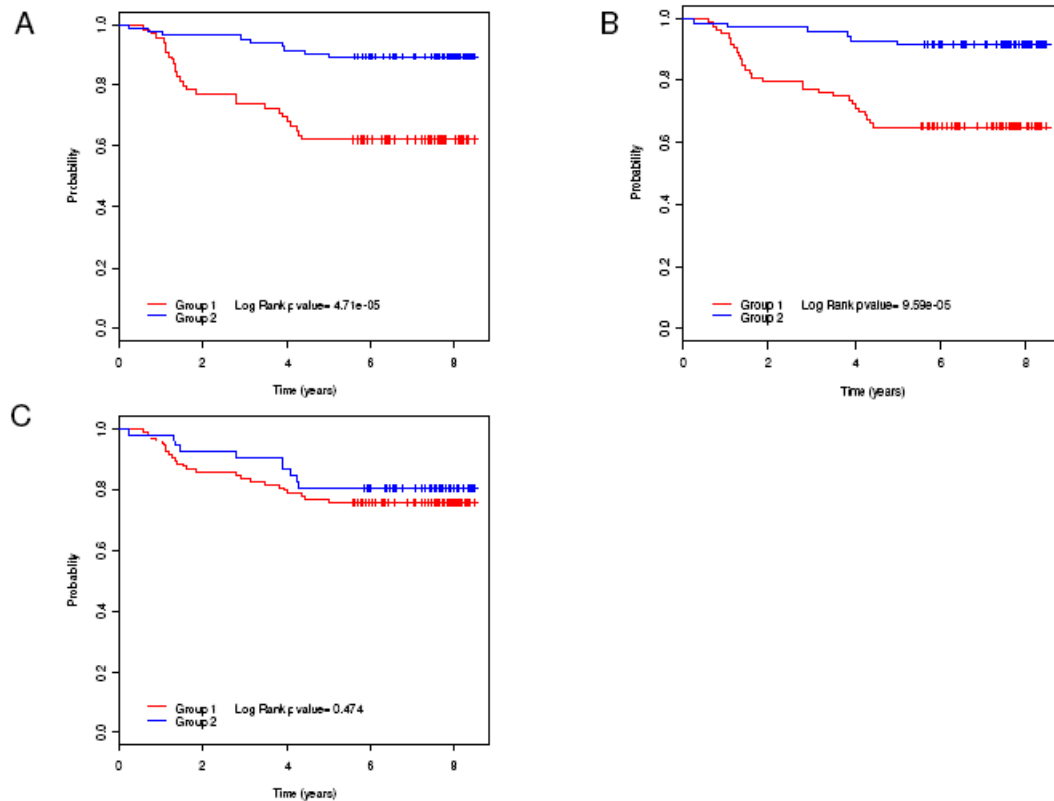 A
Probability
1.0
0.8
0.6
0.4
0.2
0.0
Group 1 Log Rank p value= 4.71e-05
Group 2
0 2 4 6 8
Time (years)
B
Probability
1.0
0.8
0.6
0.4
0.2
0.0
Group 1 Log Rank p value= 9.59e-05
Group 2
0 2 4 6 8
Time (years)
C
Probability
1.0
0.8
0.6
0.4
0.2
0.0
Group 1 Log Rank p value= 0.474
Group 2
0 2 4 6 8
Time (years)